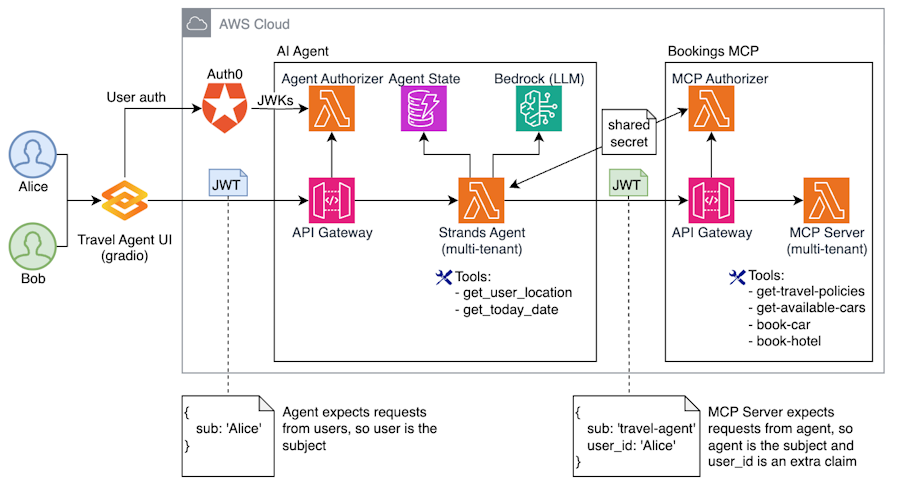 AWS Cloud
AI Agent
Bookings MCP
Auth0
Agent Authorizer
Agent State
Bedrock (LLM)
MCP Authorizer
User auth
JWKs
shared
secret
Alice
JWT
JWT
Travel Agent UI
(gradio)
API Gateway
Strands Agent
(multi-tenant)
API Gateway
MCP Server
(multi-tenant)
Bob
Tools:
- get_user_location
- get_today_date
Tools:
- get-travel-policies
- get-available-cars
- book-car
- book-hotel
{
sub: 'Alice'
}
Agent expects requests
from users, so user is the
subject
{
sub: 'travel-agent'
user_id: 'Alice'
}
MCP Server expects
requests from agent, so
agent is the subject and
user_id is an extra claim